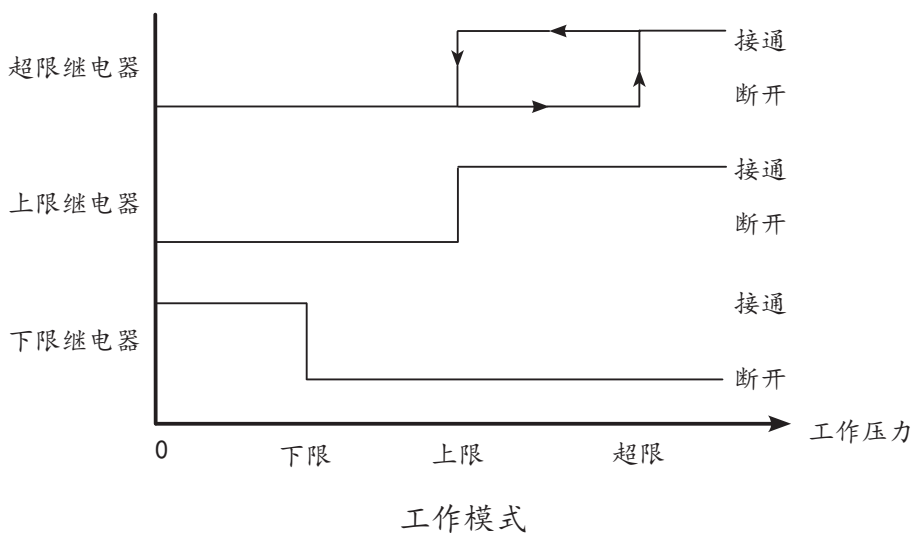 超限继电器
接通
断开
上限继电器
接通
断开
下限继电器
接通
断开
0
下限
上限
超限
工作压力
工作模式